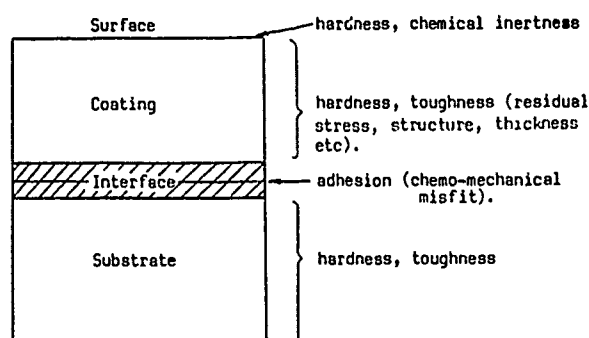 Surface
hardness, chemical inertness
Coating
hardness, toughness (residual
stress, structure, thickness
etc).
Interface
adhesion (chemo-mechanical
misfit).
Substrate
hardness, toughness